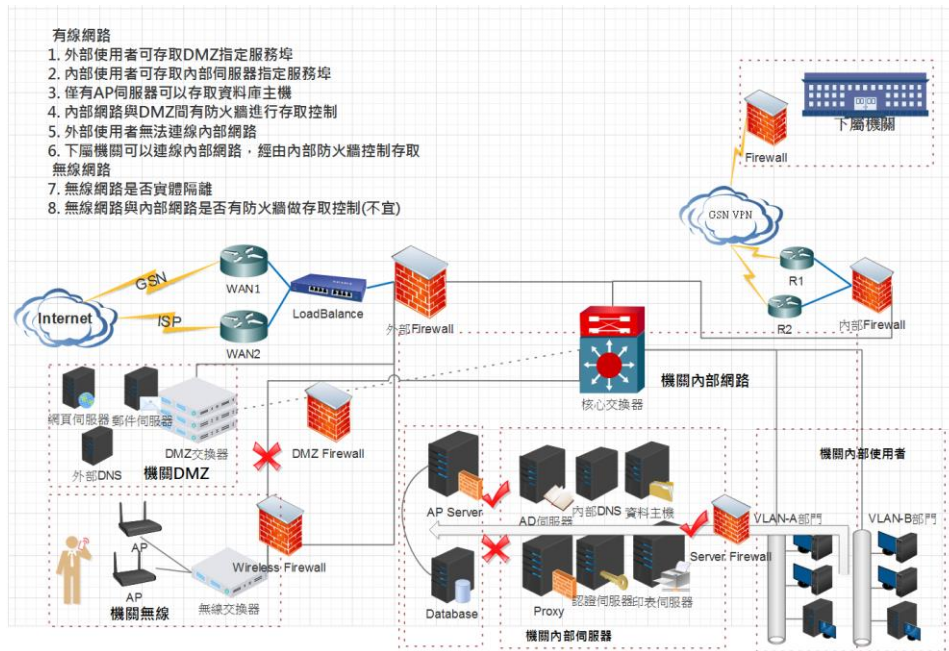 有線網路
1. 外部使用者可存取DMZ指定服務埠
2. 內部使用者可存取內部伺服器指定服務埠
3. 僅有AP伺服器可以存取資料庫主機
4. 內部網路與DMZ間有防火牆進行存取控制
5. 外部使用者無法連線內部網路
6. 下屬機關可以連線內部網路，經由內部防火牆控制存取
無線網路
7. 無線網路是否實體隔離
8. 無線網路與內部網路是否有防火牆做存取控制(不宜)
下屬機關
Firewall
GSN VPN
R1
R2
內部Firewall
Internet
GSN
ISP
WAN1
WAN2
LoadBalance
外部Firewall
核心交換器
機關內部網路
網頁伺服器
郵件伺服器
DMZ交換器
外部DNS
機關DMZ
DMZ Firewall
AP
AP
機關無線
無線交換器
Wireless Firewall
AP Server
Database
AD伺服器
內部DNS
資料主機
Proxy
認證伺服器
印表伺服器
機關內部伺服器
Server Firewall
機關內部使用者
VLAN-A部門
VLAN-B部門